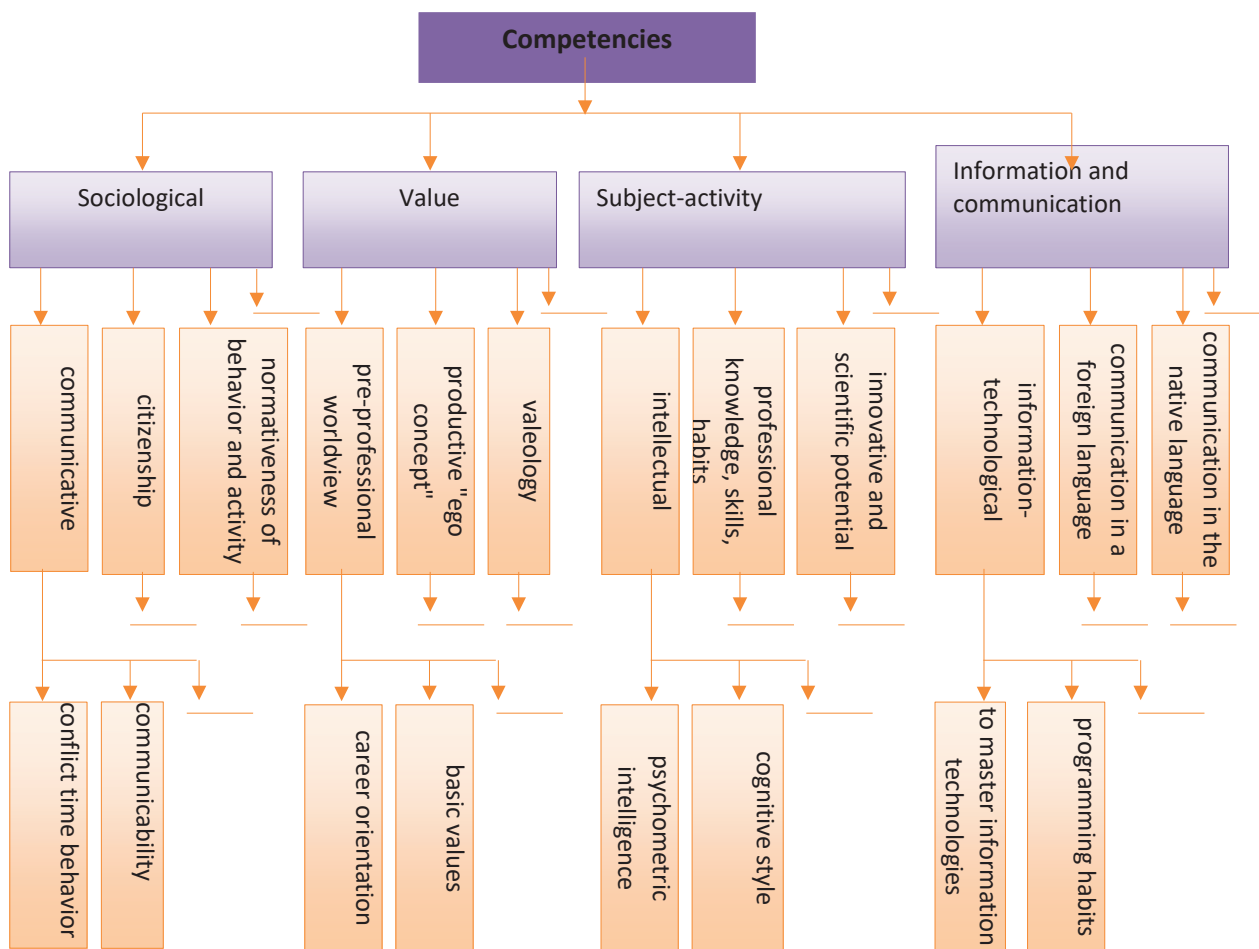 Competencies
Sociological
Value
Subject-activity
Information and
communication
communicative
citizenship
normativeness of
behavior and activity
pre-professional
worldview
productive "ego
concept"
valeology
intellectual
professional
knowledge, skills,
habits
innovative and
scientific potential
information-
technological
communication in a
foreign language
communication in the
native language
conflict time behavior
communicability
career orientation
basic values
psychometric
intelligence
cognitive style
to master information
technologies
programming habits